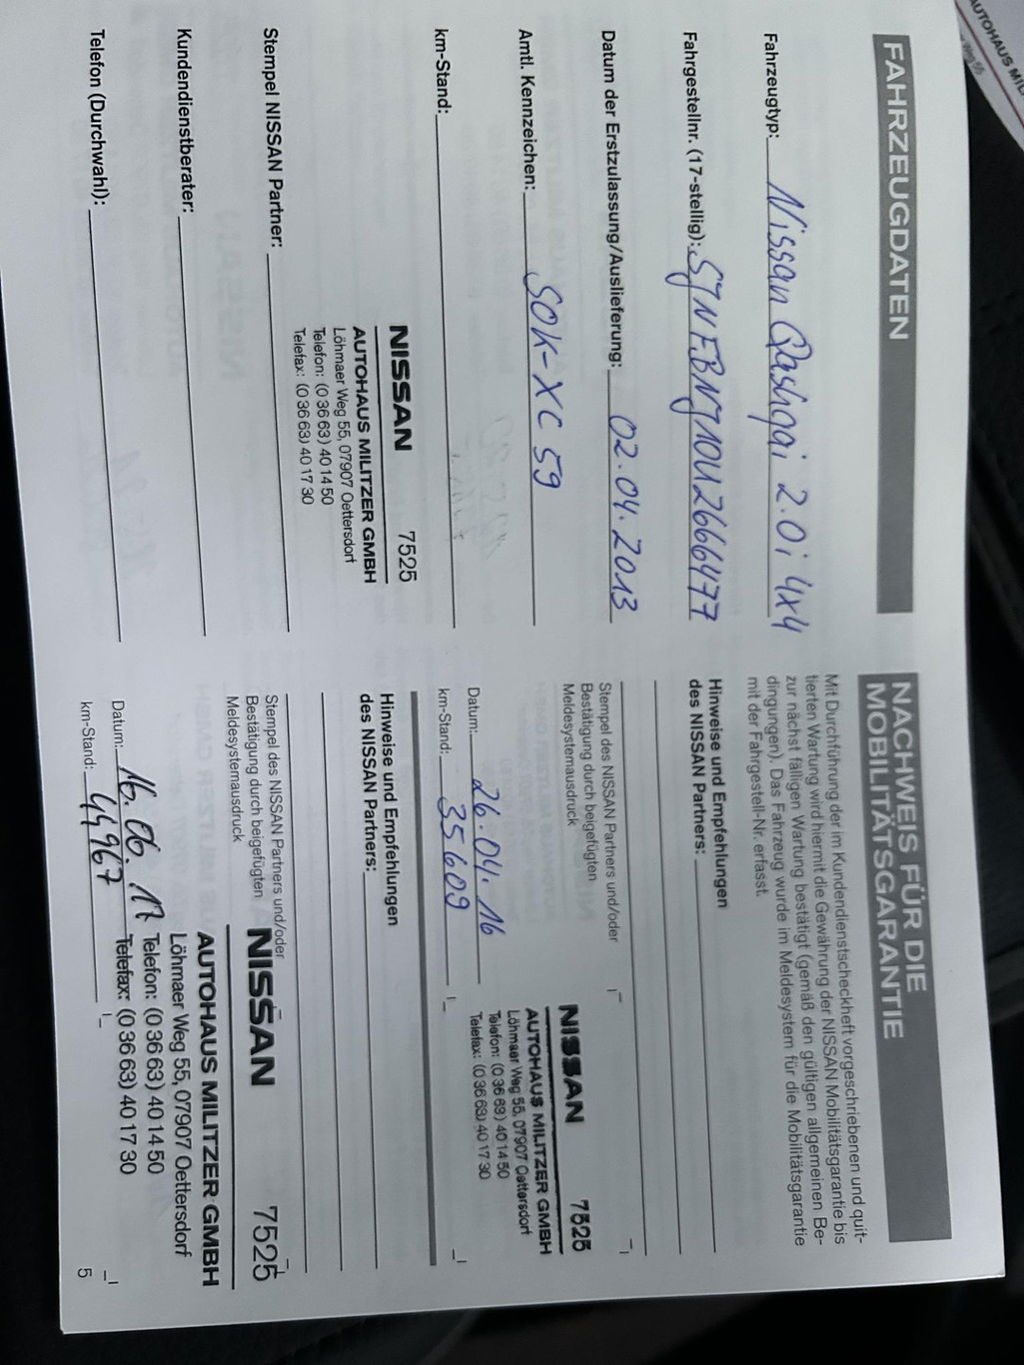 FAHRZEUGDATEN
Fahrzeugtyp: Nissan Qashqai 2.0i 4x4
Fahrgestellnr. (17-stellig): SJNFBNJ10U2666477
Datum der Erstzulassung/Auslieferung: 02.04.2013
Amtl. Kennzeichen: SOK-XC 59
km-Stand:
NISSAN 7525
AUTOHAUS MILITZER GMBH
Löhmaer Weg 55, 07907 Oettersdorf
Telefon: (0 36 63) 40 14 50
Telefax: (0 36 63) 40 17 30
Stempel NISSAN Partner:
Kundendienstberater:
Telefon (Durchwahl):
NACHWEIS FÜR DIE
MOBILITÄTSGARANTIE
Mit Durchführung der im Kundendienstscheckheft vorgeschriebenen und quit-
tierten Wartung wird hiermit die Gewährung der NISSAN Mobilitätsgarantie bis
zur nächst fälligen Wartung bestätigt (gemäß den gültigen allgemeinen Be-
dingungen). Das Fahrzeug wurde im Meldesystem für die Mobilitätsgarantie
mit der Fahrgestell-Nr. erfasst.
Hinweise und Empfehlungen
des NISSAN Partners:
Stempel des NISSAN Partners und/oder
Bestätigung durch beigefügten
Meldesystemausdruck
NISSAN 7525
AUTOHAUS MILITZER GMBH
Löhmaer Weg 55, 07907 Oettersdorf
Telefon: (0 36 63) 40 14 50
Telefax: (0 36 63) 40 17 30
Datum: 26.04.16
km-Stand: 35609
Hinweise und Empfehlungen
des NISSAN Partners:
Stempel des NISSAN Partners und/oder
Bestätigung durch beigefügten
Meldesystemausdruck
NISSAN 7525
AUTOHAUS MILITZER GMBH
Löhmaer Weg 55, 07907 Oettersdorf
Telefon: (0 36 63) 40 14 50
Telefax: (0 36 63) 40 17 30
Datum: 16.06.17
km-Stand: 44967
5